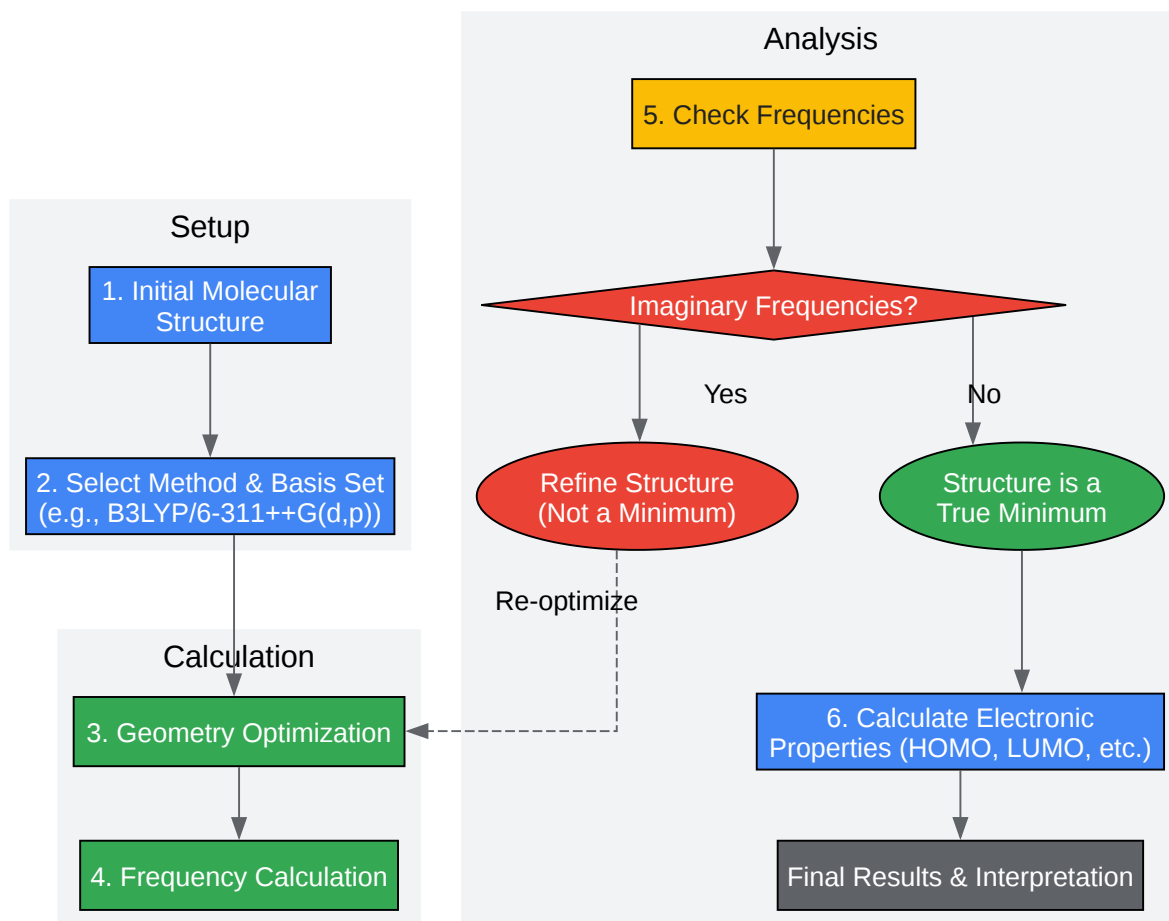 Setup
1. Initial Molecular
Structure
2. Select Method & Basis Set
(e.g., B3LYP/6-311++G(d,p))
Calculation
3. Geometry Optimization
4. Frequency Calculation
Analysis
5. Check Frequencies
Imaginary Frequencies?
Yes
No
Refine Structure
(Not a Minimum)
Structure is a
True Minimum
Re-optimize
6. Calculate Electronic
Properties (HOMO, LUMO, etc.)
Final Results & Interpretation